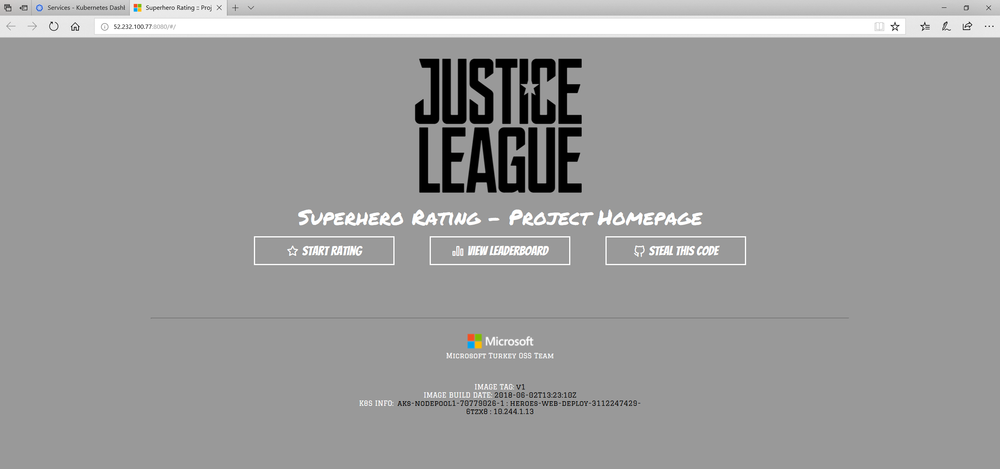 Services - Kubernetes Dashb
Superhero Rating :: Proj
52.232.100.77:8080/#/
JUSTICE
LEAGUE
Superhero Rating - Project Homepage
START RATING
VIEW LEADERBOARD
STEAL THIS CODE
Microsoft
Microsoft Turkey OSS Team
IMAGE TAG: v1
IMAGE BUILD DATE: 2018-06-02T13:23:10Z
K8S INFO: aks-nodepool1-70779026-1 : heroes-web-deploy-3112247429-
6tzx8 : 10.244.1.13